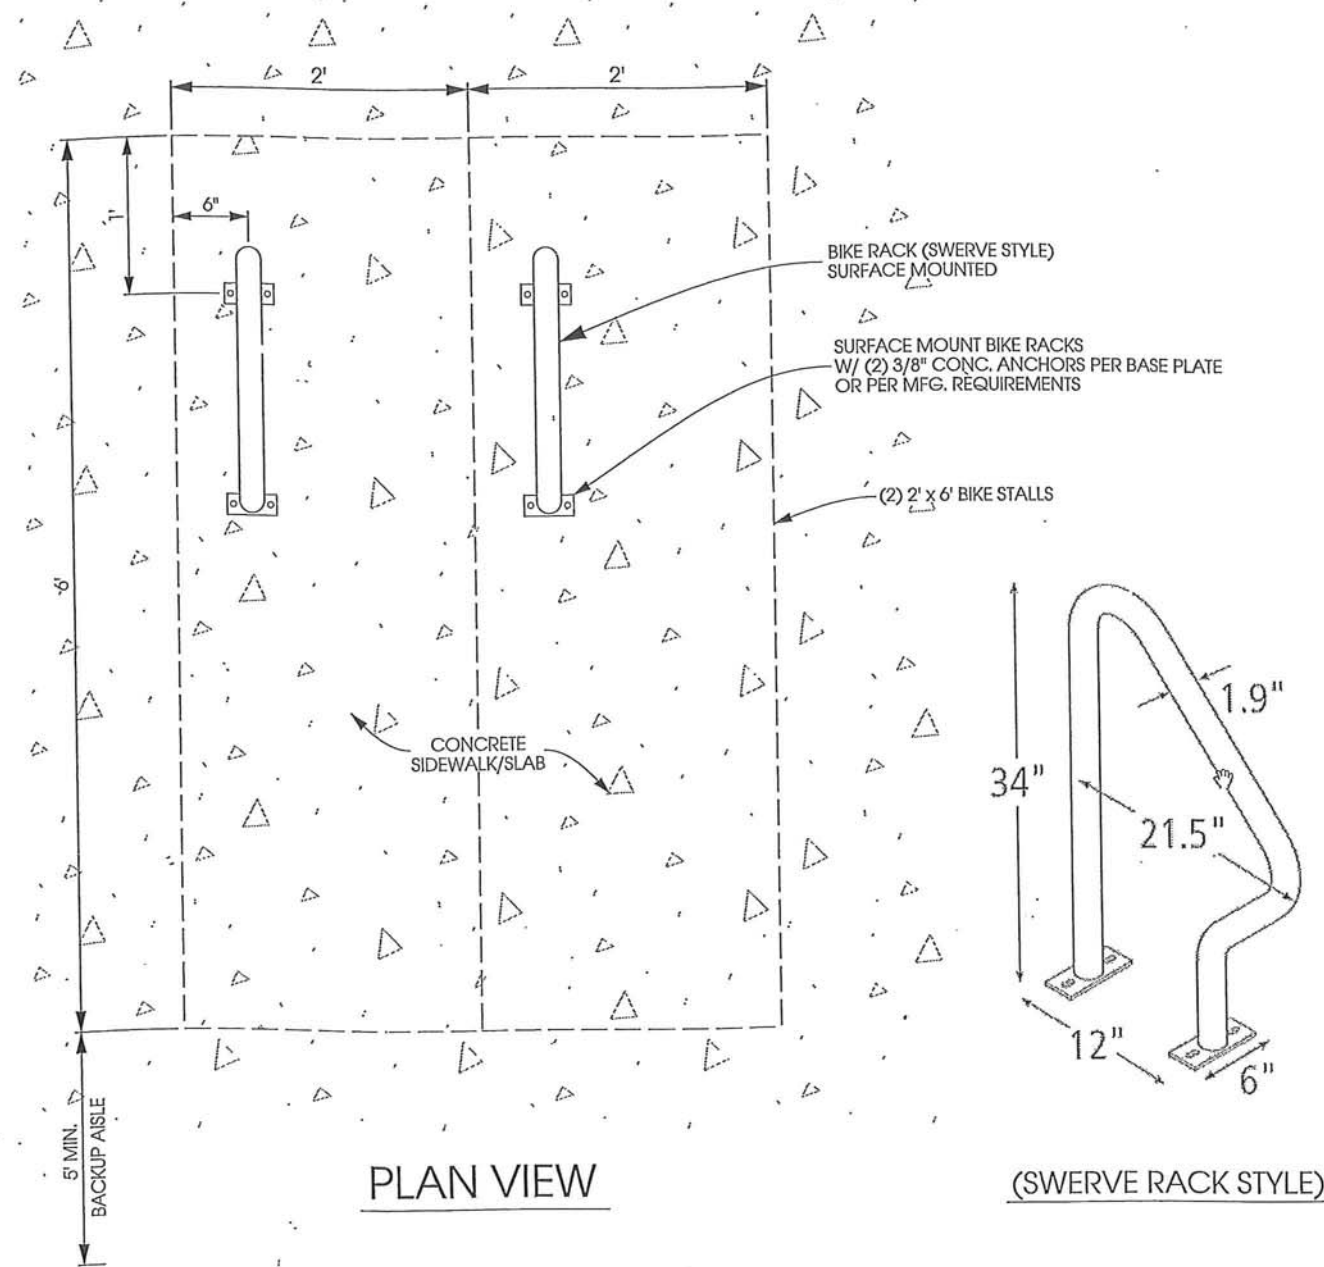 2'
2'
1'
6"
BIKE RACK (SWERVE STYLE)
SURFACE MOUNTED
SURFACE MOUNT BIKE RACKS
W/ (2) 3/8" CONC. ANCHORS PER BASE PLATE
OR PER MFG. REQUIREMENTS
(2) 2' x 6' BIKE STALLS
6'
CONCRETE
SIDEWALK/SLAB
1.9"
34"
21.5"
12"
6"
5' MIN.
BACKUP AISLE
PLAN VIEW
(SWERVE RACK STYLE)